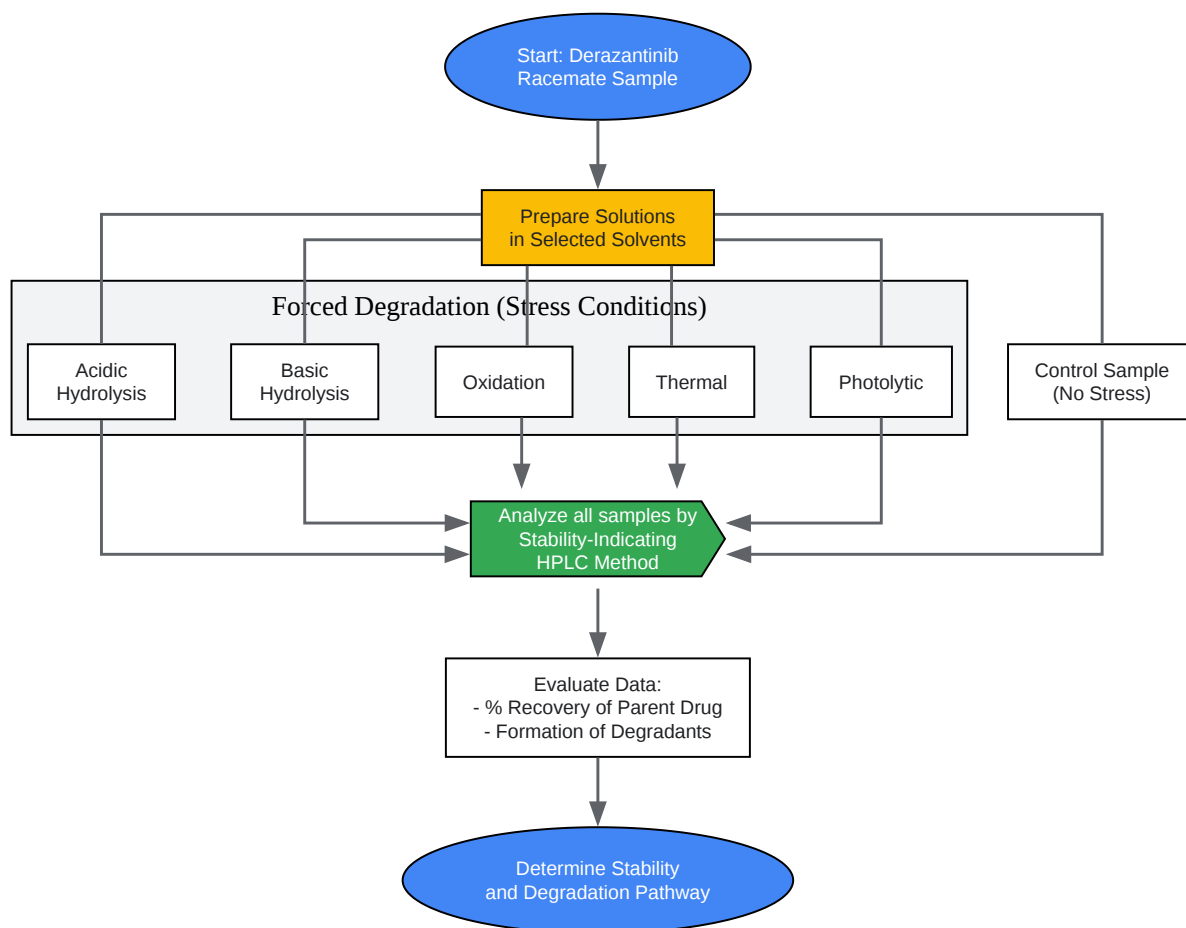 Start: Derazantinib
Racemate Sample
Prepare Solutions
in Selected Solvents
Forced Degradation (Stress Conditions)
Acidic
Hydrolysis
Basic
Hydrolysis
Oxidation
Thermal
Photolytic
Control Sample
(No Stress)
Analyze all samples by
Stability-Indicating
HPLC Method
Evaluate Data:
- % Recovery of Parent Drug
- Formation of Degradants
Determine Stability
and Degradation Pathway